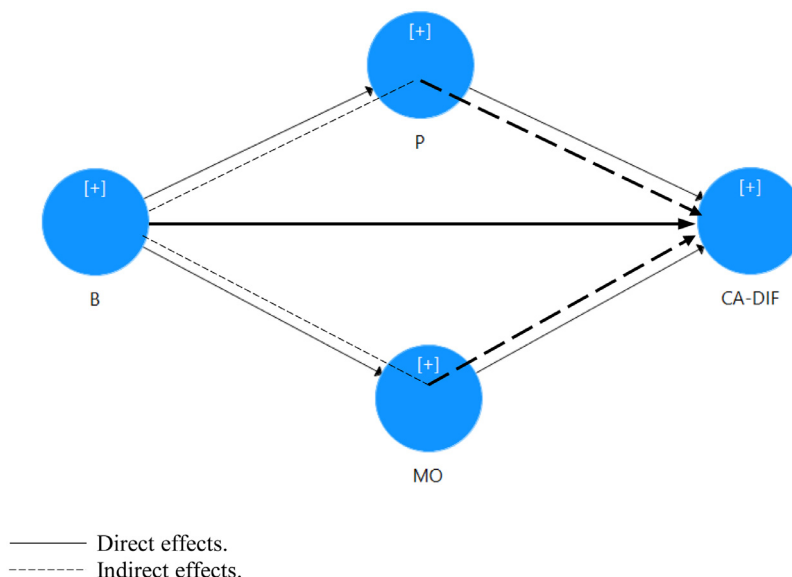 [+]
P
[+]
B
[+]
CA-DIF
[+]
MO
Direct effects.
Indirect effects.